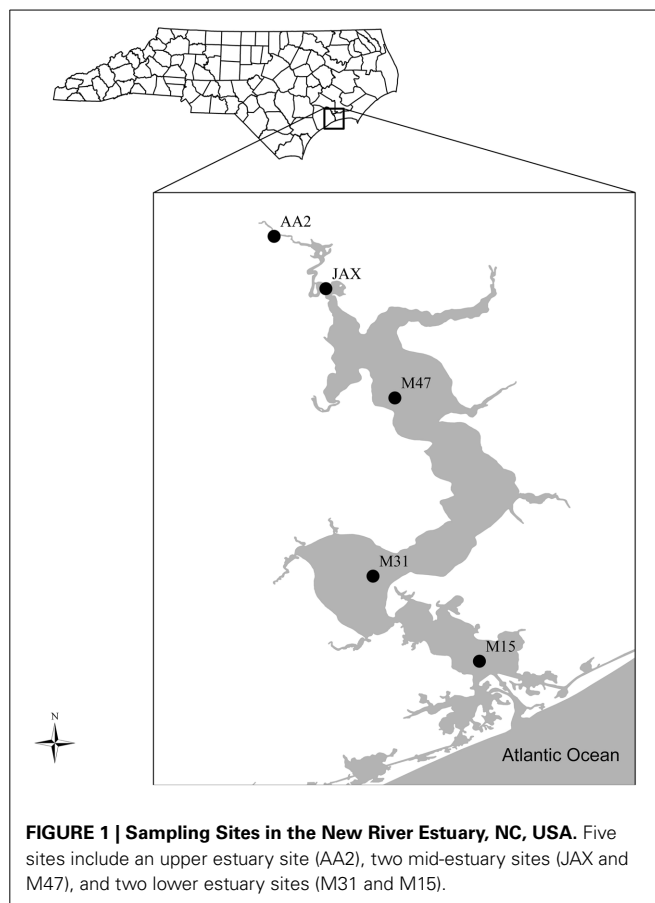 AA2
JAX
M47
M31
M15
N
Atlantic Ocean
FIGURE 1 | Sampling Sites in the New River Estuary, NC, USA. Five
sites include an upper estuary site (AA2), two mid-estuary sites (JAX and
M47), and two lower estuary sites (M31 and M15).